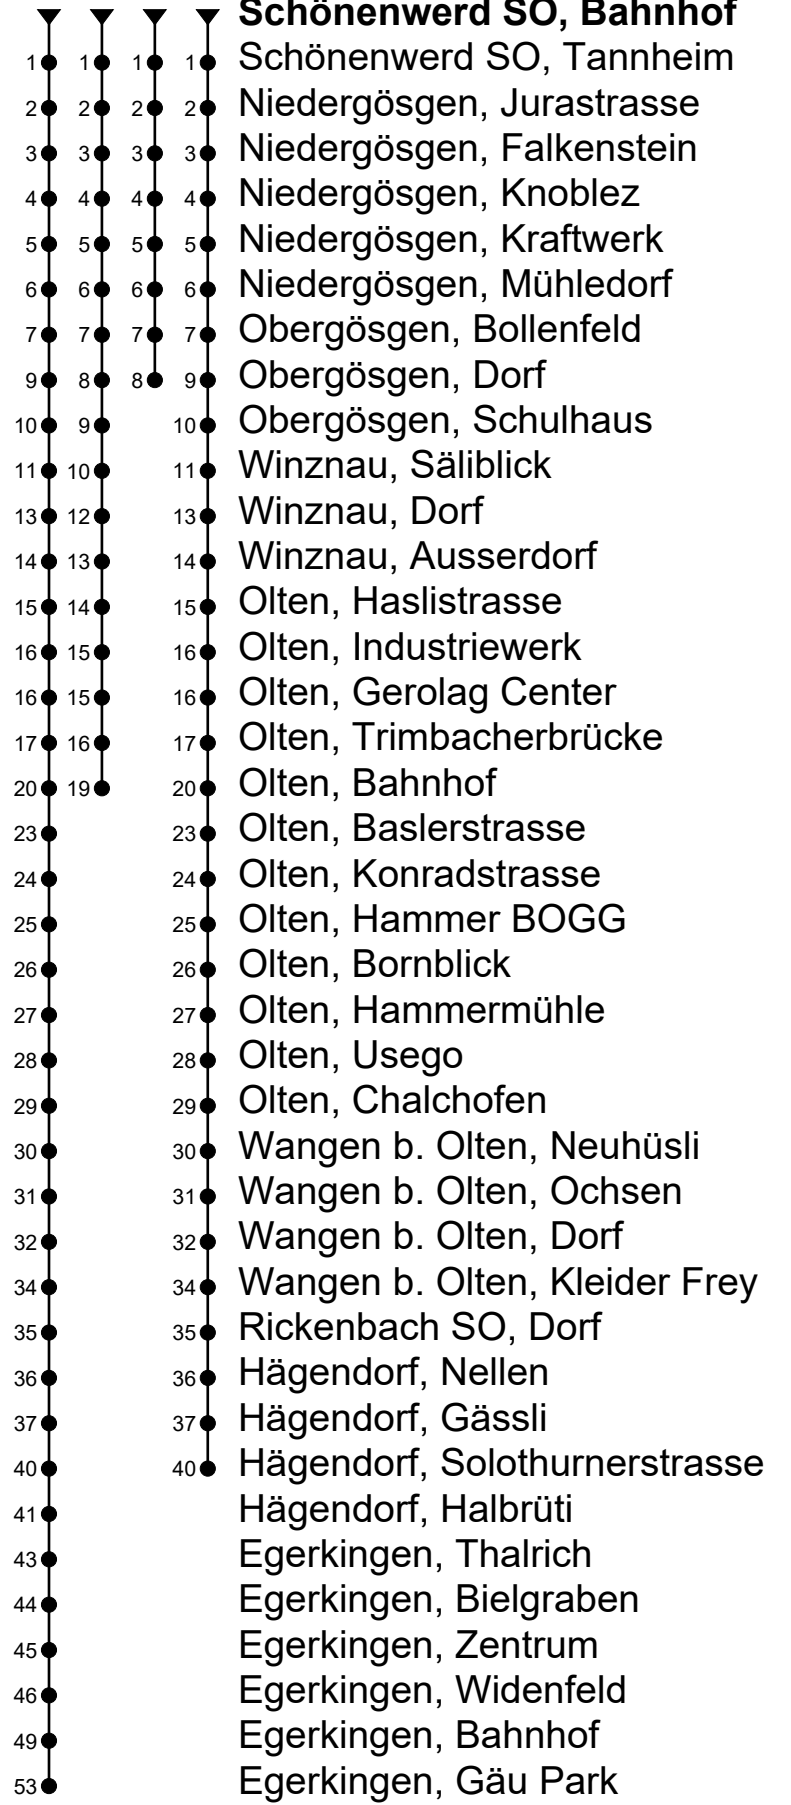 Schönenwerd SO, Bahnhof
1 1 1 1 Schönenwerd SO, Tannheim
2 2 2 2 Niedergösgen, Jurastrasse
3 3 3 3 Niedergösgen, Falkenstein
4 4 4 4 Niedergösgen, Knoblez
5 5 5 5 Niedergösgen, Kraftwerk
6 6 6 6 Niedergösgen, Mühledorf
7 7 7 7 Obergösgen, Bollenfeld
9 8 8 9 Obergösgen, Dorf
10 9 10 Obergösgen, Schulhaus
11 10 11 Winznau, Säliblick
13 12 13 Winznau, Dorf
14 13 14 Winznau, Ausserdorf
15 14 15 Olten, Haslistrasse
16 15 16 Olten, Industriewerk
16 15 16 Olten, Gerolag Center
17 16 17 Olten, Trimbacherbrücke
20 19 20 Olten, Bahnhof
23 23 Olten, Baslerstrasse
24 24 Olten, Konradstrasse
25 25 Olten, Hammer BOGG
26 26 Olten, Bornblick
27 27 Olten, Hammermühle
28 28 Olten, Usego
29 29 Olten, Chalchofen
30 30 Wangen b. Olten, Neuhüsli
31 31 Wangen b. Olten, Ochsen
32 32 Wangen b. Olten, Dorf
34 34 Wangen b. Olten, Kleider Frey
35 35 Rickenbach SO, Dorf
36 36 Hägendorf, Nellen
37 37 Hägendorf, Gässli
40 40 Hägendorf, Solothurnerstrasse
41 Hägendorf, Halbrüti
43 Egerkingen, Thalrich
44 Egerkingen, Bielgraben
45 Egerkingen, Zentrum
46 Egerkingen, Widenfeld
49 Egerkingen, Bahnhof
53 Egerkingen, Gäu Park